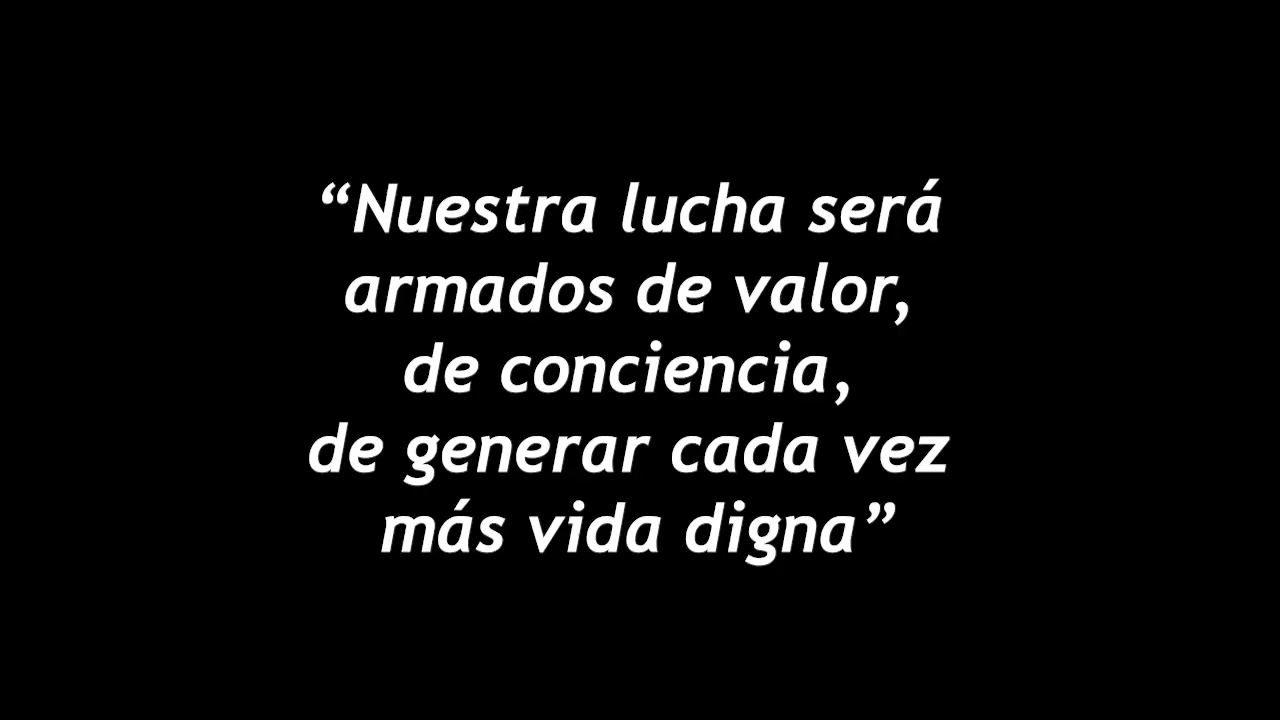 “Nuestra lucha será
armados de valor,
de conciencia,
de generar cada vez
más vida digna”